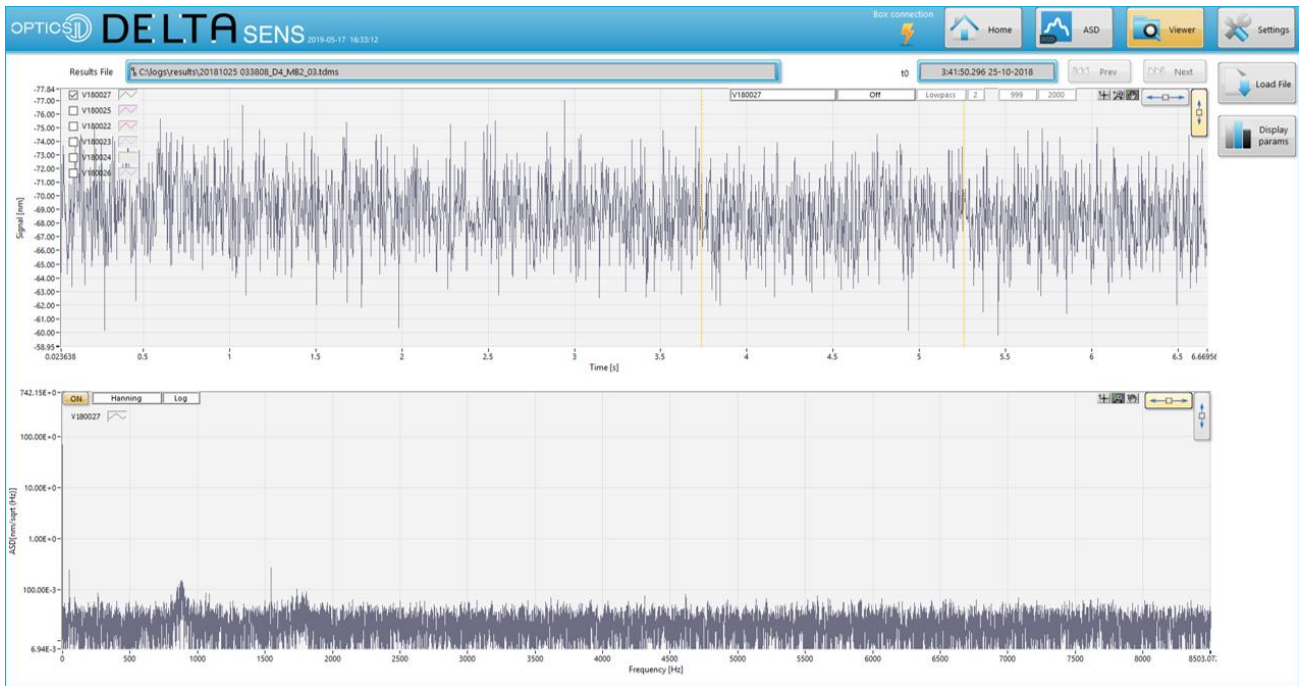 OPTICS11 DELTA SENS 2019-05-17 16:33:12
Box connection
Home
ASD
Viewer
Settings
Results File C:\logs\results\20181025 033808_D4_MB2_03.tdms
t0 3:41:50.296 25-10-2018
Prev
Next
Load File
Display
params
V180027
V180025
V180022
V180023
V180024
V180026
V180027 Off Lowpass 2 999 2000
-77.84
-77.00
-76.00
-75.00
-74.00
-73.00
-72.00
-71.00
-70.00
-69.00
-68.00
-67.00
-66.00
-65.00
-64.00
-63.00
-62.00
-61.00
-60.00
-58.95
Signal [nm]
0.023638 0.5 1 1.5 2 2.5 3 3.5 4 4.5 5 5.5 6 6.5 6.66956
Time [s]
ON Hanning Log
V180027
742.15E+0
100.00E+0
10.00E+0
1.00E+0
100.00E-3
6.94E-3
ASD[nm/sqrt (Hz)]
0 500 1000 1500 2000 2500 3000 3500 4000 4500 5000 5500 6000 6500 7000 7500 8000 8503.07
Frequency [Hz]